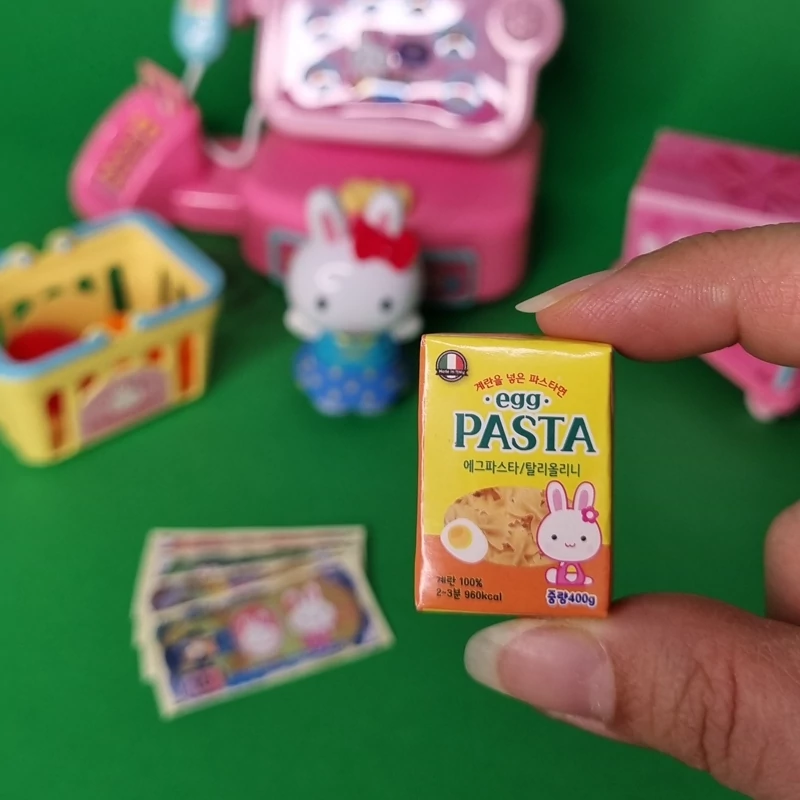 계란을 넣은 파스타면
·egg·
PASTA
에그파스타/탈리올리니
계란 100%
2-3분 960kcal
중량400g